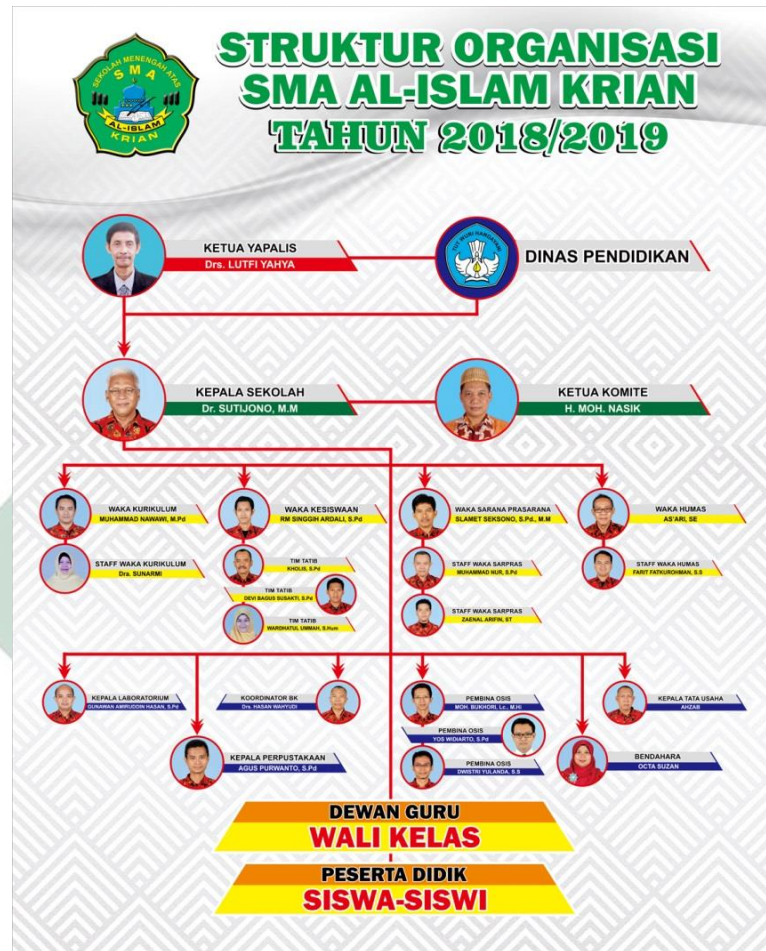 SEKOLAH MENENGAH ATAS
SMA
AL-ISLAM
KRIAN
STRUKTUR ORGANISASI
SMA AL-ISLAM KRIAN
TAHUN 2018/2019
KETUA YAPALIS
Drs. LUTFI YAHYA
TUT WURI HANDAYANI
DINAS PENDIDIKAN
KEPALA SEKOLAH
Dr. SUTIJONO, M.M
KETUA KOMITE
H. MOH. NASIK
WAKA KURIKULUM
MUHAMMAD NAWAWI, M.Pd
WAKA KESISWAAN
RM SINGGIH ARDALI, S.Pd
WAKA SARANA PRASARANA
SLAMET SEKSONO, S.Pd., M.M
WAKA HUMAS
AS'ARI, SE
STAFF WAKA KURIKULUM
Dra. SUNARMI
TIM TATIB
KHOLIS, S.Pd
STAFF WAKA SARPRAS
MUHAMMAD NUR, S.Pd
STAFF WAKA HUMAS
FARIT FATKUROHMAN, S.S
TIM TATIB
DEVI BAGUS SUSAKTI, S.Pd
TIM TATIB
WARDHATUL UMMAH, S.Hum
STAFF WAKA SARPRAS
ZAENAL ARIFIN, ST
KEPALA LABORATORIUM
GUNAWAN AMIRUDDIN HASAN, S.Pd
KOORDINATOR BK
Drs. HASAN WAHYUDI
PEMBINA OSIS
MOH. BUKHORI, Lc., M.HI
KEPALA TATA USAHA
AHZAB
PEMBINA OSIS
YOS WIDIARTO, S.Pd
KEPALA PERPUSTAKAAN
AGUS PURWANTO, S.Pd
PEMBINA OSIS
DWISTRI YULANDA, S.S
BENDAHARA
OCTA SUZAN
DEWAN GURU
WALI KELAS
PESERTA DIDIK
SISWA-SISWI